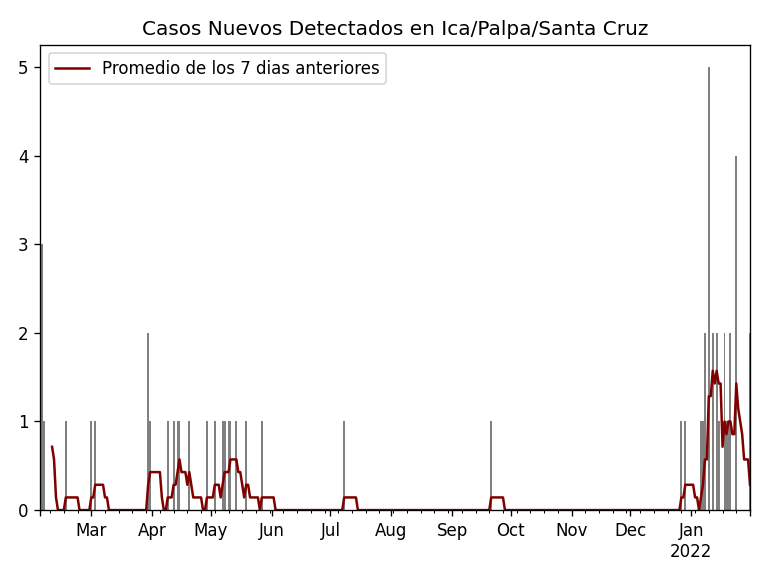 Casos Nuevos Detectados en Ica/Palpa/Santa Cruz
Promedio de los 7 dias anteriores
5
4
3
2
1
0
Mar Apr May Jun Jul Aug Sep Oct Nov Dec Jan
2022